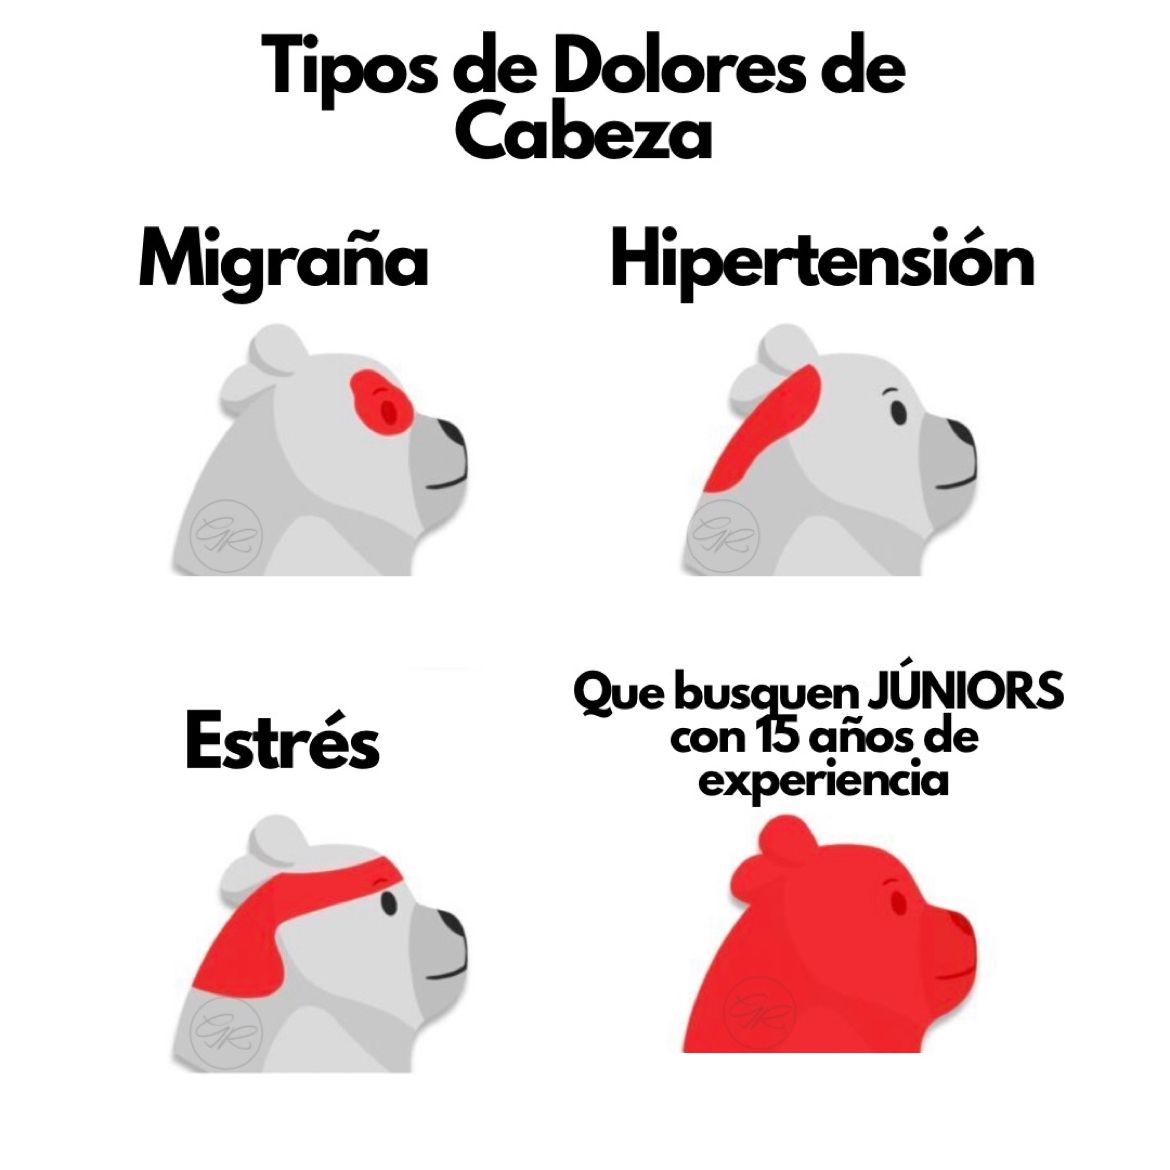 Tipos de Dolores de
Cabeza
Migraña
Hipertensión
GR
GR
Estrés
Que busquen JÚNIORS
con 15 años de
experiencia
GR
GR